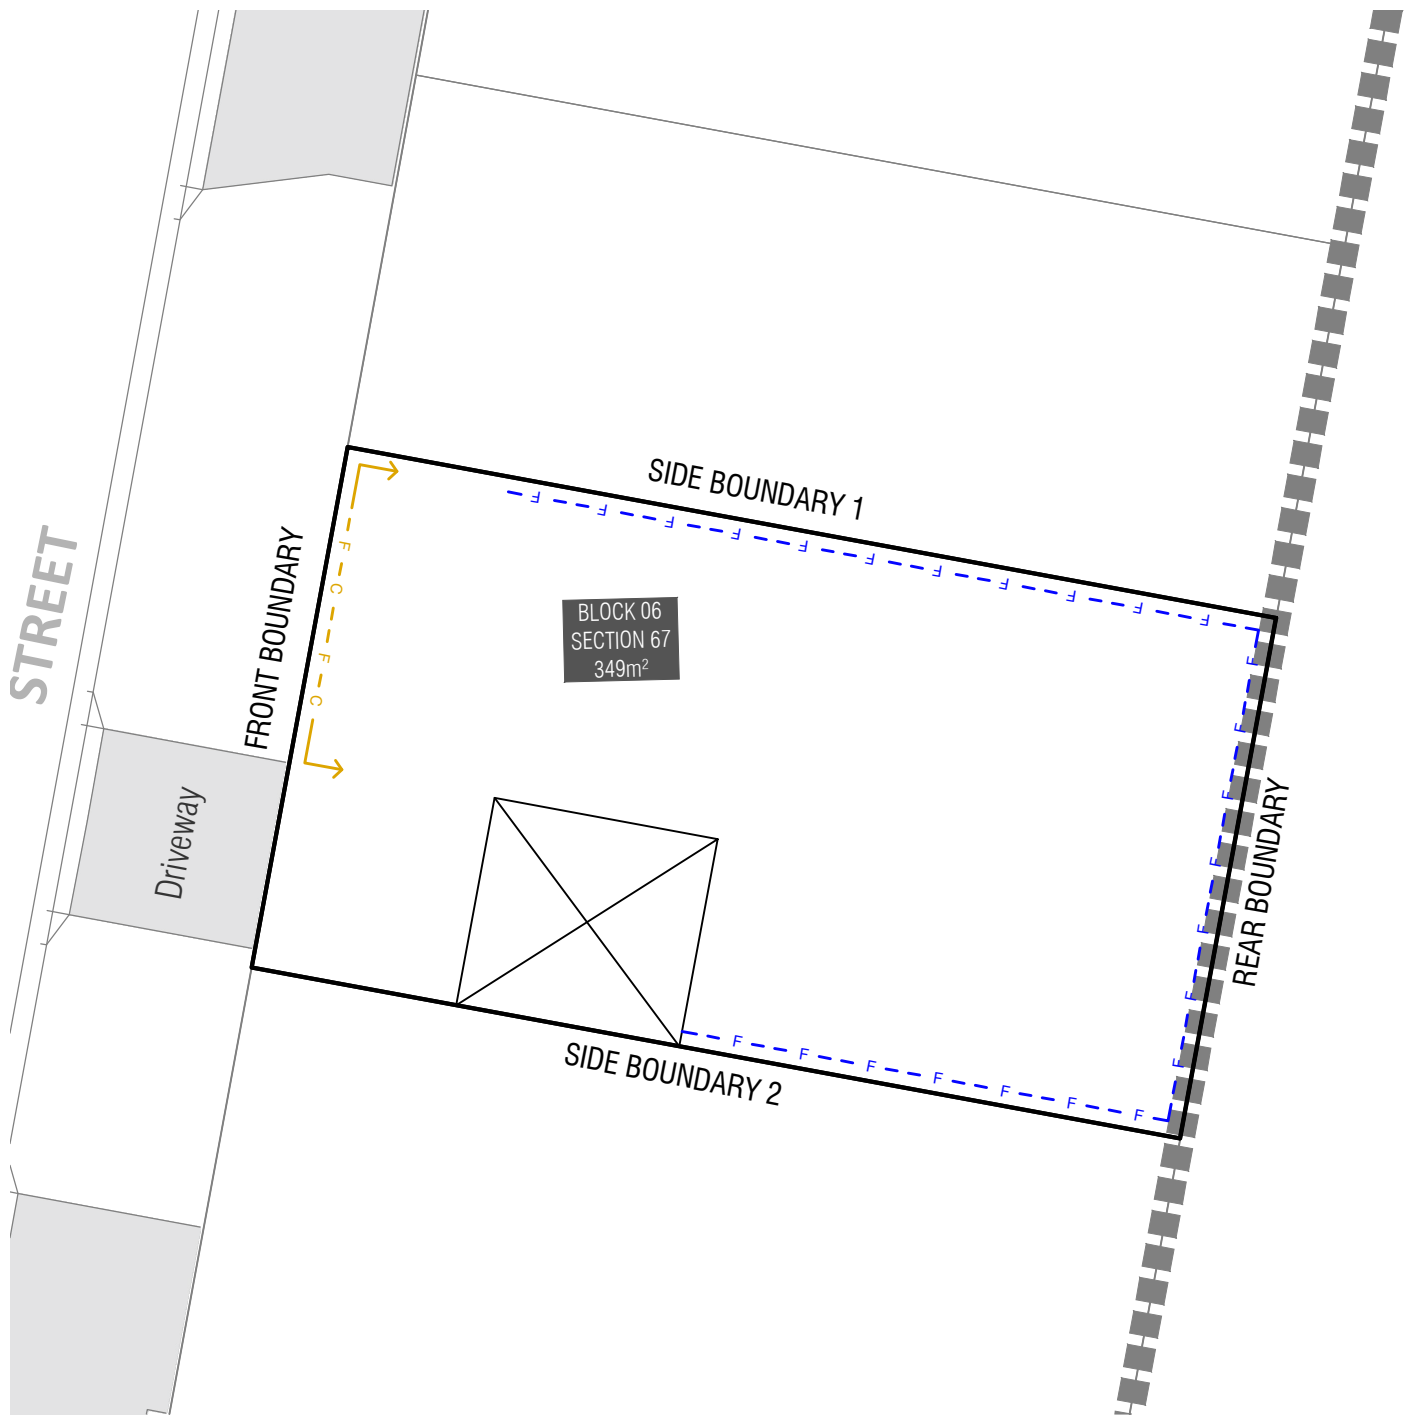 SIDE BOUNDARY 1
F F F F F F F F F F F
STREET
FRONT BOUNDARY
F C F C
BLOCK 06
SECTION 67
349m²
Driveway
F F F F F F F
REAR BOUNDARY
F F F F F F F
SIDE BOUNDARY 2